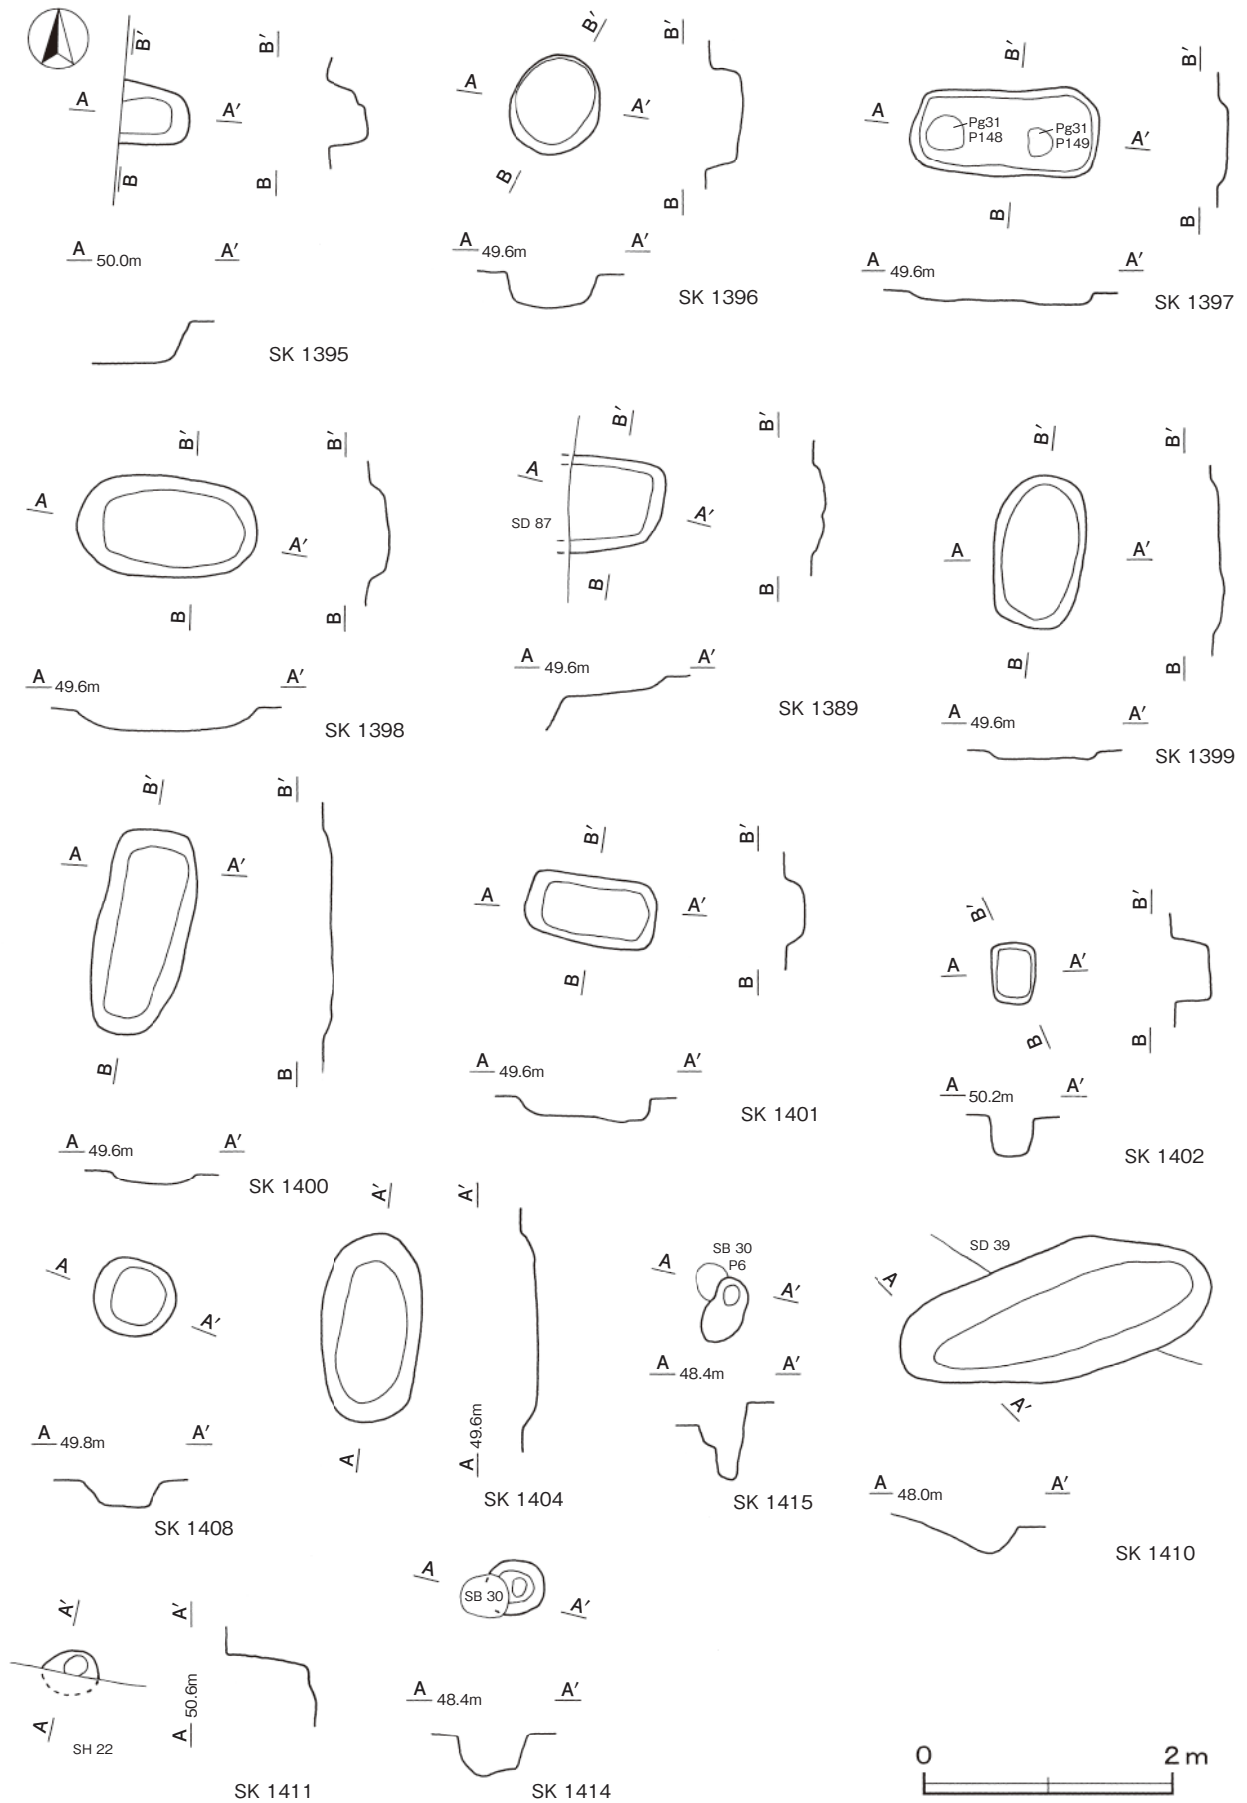 B′
A A′
B
B′
B
A 50.0m A′
SK 1395
B′
A A′
B
B′
B
A 49.6m A′
SK 1396
B′
A A′
Pg31
P148
Pg31
P149
B
B′
B
A 49.6m A′
SK 1397
B′
A A′
B
B′
B
A 49.6m A′
SK 1398
B′
A A′
SD 87
B
B′
B
A 49.6m A′
SK 1389
B′
A A′
B
B′
B
A 49.6m A′
SK 1399
B′
A A′
B
B′
B
A 49.6m A′
SK 1400
B′
A A′
B
B′
B
A 49.6m A′
SK 1401
B′
A A′
B
B′
B
A 50.2m A′
SK 1402
A A′
A 49.8m A′
SK 1408
A′
A
A′
A 49.6m
SK 1404
SB 30
P6
A A′
A 48.4m A′
SK 1415
SD 39
A
A′
A 48.0m A′
SK 1410
A′
A
SH 22
A′
A 50.6m
SK 1411
A A′
SB 30
A 48.4m A′
SK 1414
0 2 m